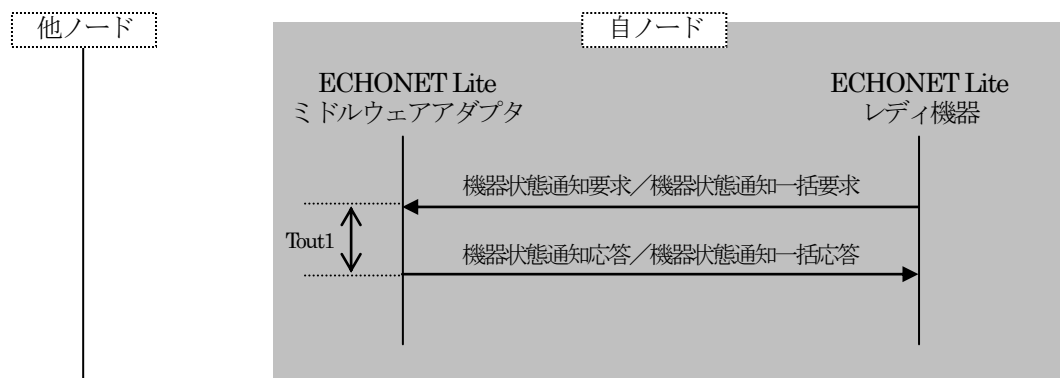 他ノード
自ノード
ECHONET Lite
ミドルウェアアダプタ
ECHONET Lite
レディ機器
機器状態通知要求／機器状態通知一括要求
Tout1
機器状態通知応答／機器状態通知一括応答